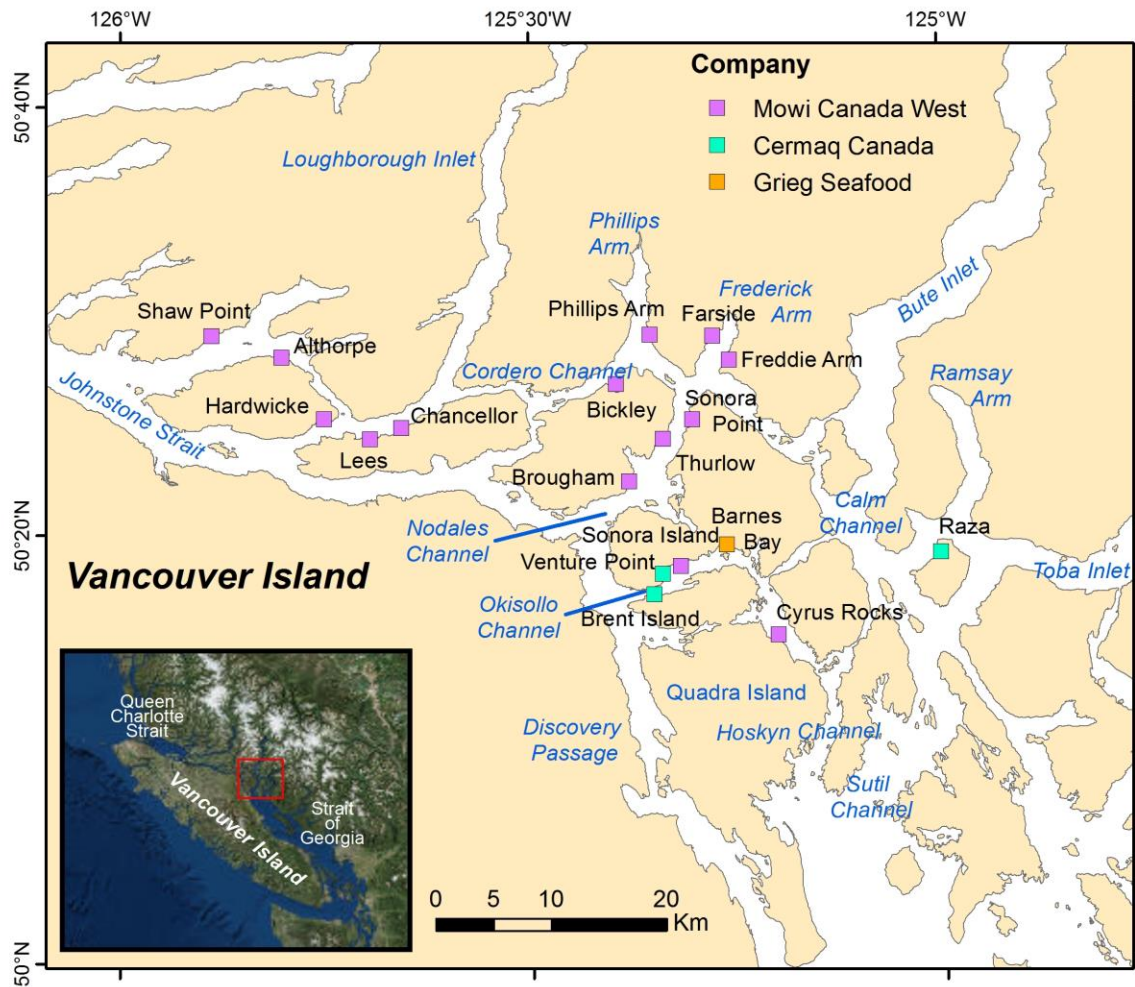 126°W
125°30'W
125°W
50°40'N
50°20'N
50°N
Company
Mowi Canada West
Cermaq Canada
Grieg Seafood
Loughborough Inlet
Phillips
Arm
Bute Inlet
Frederick
Arm
Shaw Point
Phillips Arm
Farside
Althorpe
Freddie Arm
Cordero Channel
Ramsay
Arm
Johnstone Strait
Hardwicke
Chancellor
Bickley
Sonora
Point
Lees
Thurlow
Brougham
Nodales
Channel
Barnes
Bay
Calm
Channel
Raza
Sonora Island
Vancouver Island
Venture Point
Toba Inlet
Okisollo
Channel
Brent Island
Cyrus Rocks
Quadra Island
Discovery
Passage
Hoskyn Channel
Sutil
Channel
Queen
Charlotte
Strait
Vancouver Island
Strait
of
Georgia
0 5 10 20
Km